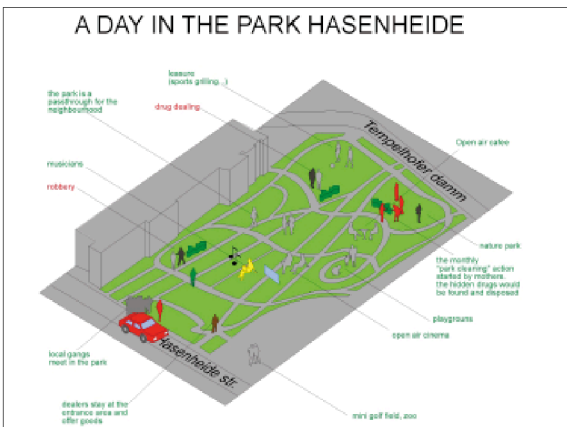 A DAY IN THE PARK HASENHEIDE
leasure
(sports grilling...)
the park is a
passthrough for the
neighbourhood
drug dealing
Tempelhofer damm
Open air cafee
musicians
robbery
nature park
the monthly
"park cleaning" action
started by mothers.
the hidden drugs would
be found and disposed
playgrouns
open air cinema
Hasenheide str.
local gangs
meet in the park
dealers stay at the
entrance area and
offer goods
mini golf field, zoo